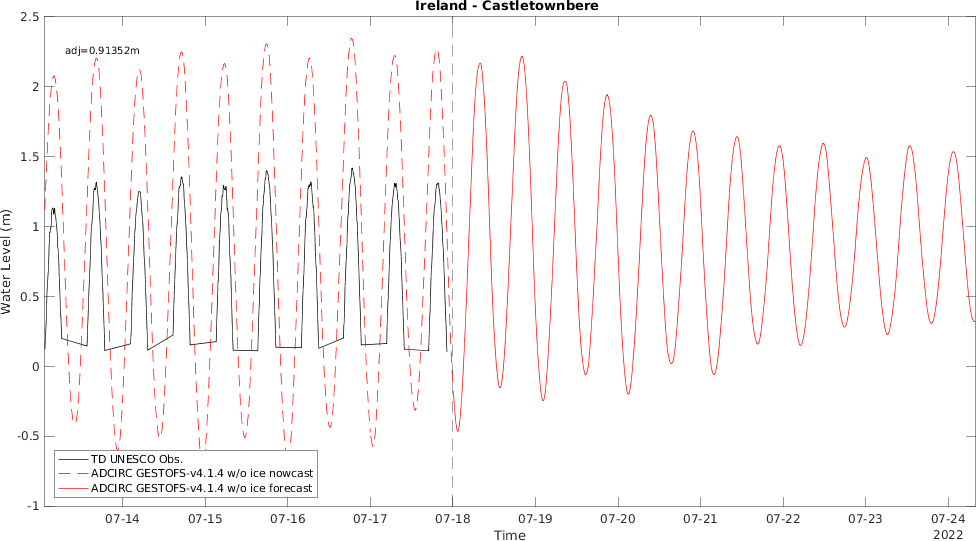 Ireland - Castletownbere
2.5
2
1.5
1
0.5
0
-0.5
-1
Water Level (m)
adj=0.91352m
TD UNESCO Obs.
ADCIRC GESTOFS-v4.1.4 w/o ice nowcast
ADCIRC GESTOFS-v4.1.4 w/o ice forecast
07-14 07-15 07-16 07-17 07-18 07-19 07-20 07-21 07-22 07-23 07-24
Time
2022